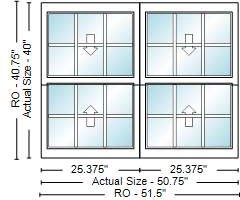 RO - 40.75"
Actual Size - 40"
25.375"
25.375"
Actual Size - 50.75"
RO - 51.5"